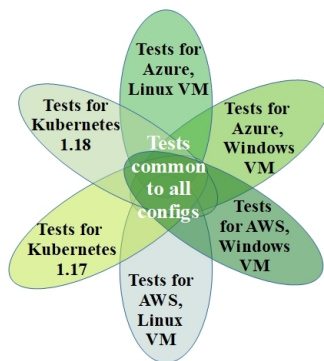 Tests for
Azure,
Linux VM
Tests for
Kubernetes
1.18
Tests for
Azure,
Windows
VM
Tests
common
to all
configs
Tests for
Kubernetes
1.17
Tests
for AWS,
Windows
VM
Tests for
AWS,
Linux
VM